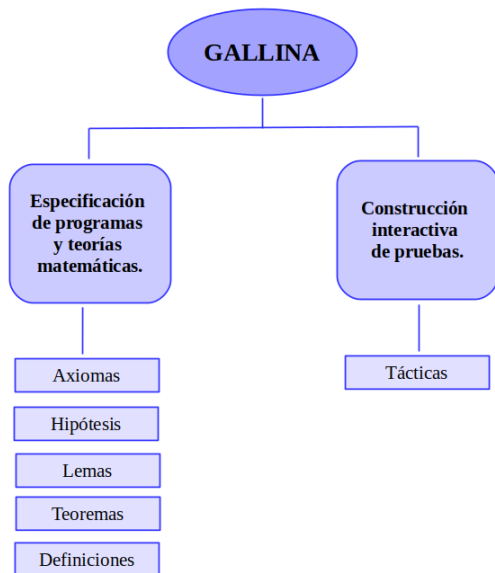 GALLINA
Especificación
de programas
y teorías
matemáticas.
Construcción
interactiva
de pruebas.
Axiomas
Hipótesis
Lemas
Teoremas
Definiciones
Tácticas